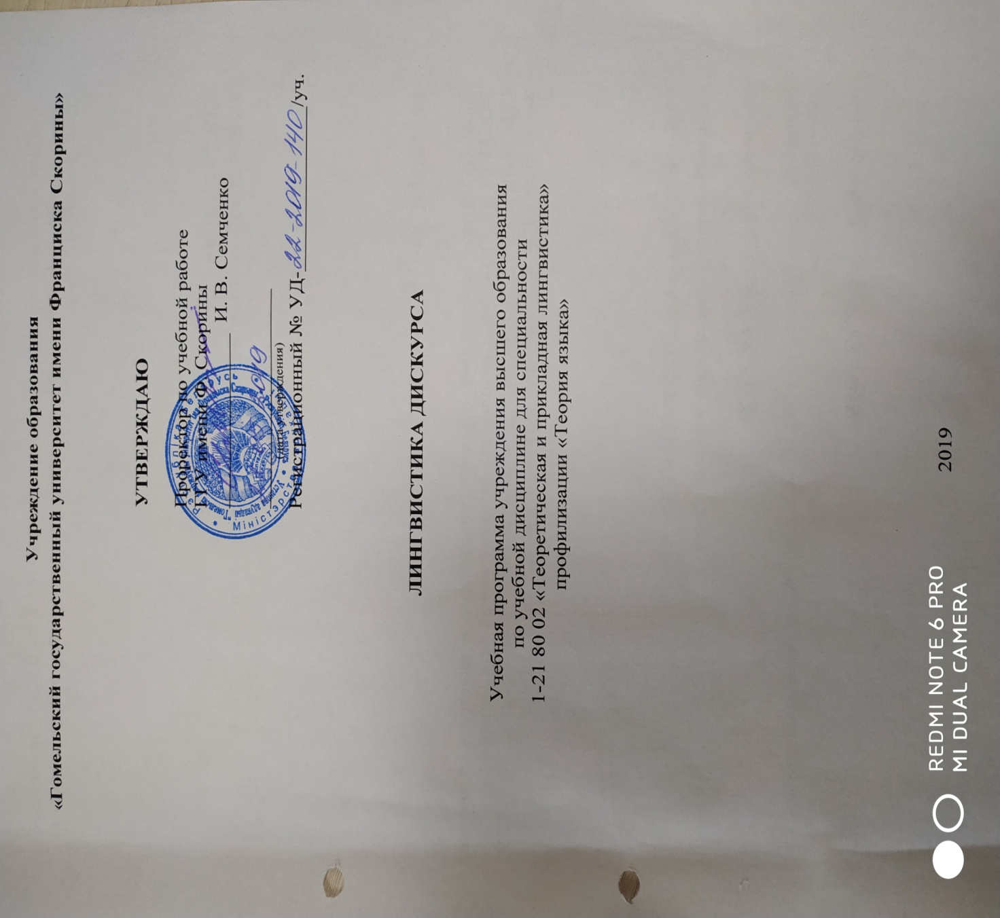 Учреждение образования
«Гомельский государственный университет имени Франциска Скорины»
УТВЕРЖДАЮ
Проректор по учебной работе
ГГУ имени Ф. Скорины
И. В. Семченко
2019
(дата утверждения)
Регистрационный № УД-22-2019-140/уч.
ЛИНГВИСТИКА ДИСКУРСА
Учебная программа учреждения высшего образования
по учебной дисциплине для специальности
1-21 80 02 «Теоретическая и прикладная лингвистика»
профилизации «Теория языка»
2019
REDMI NOTE 6 PRO
MI DUAL CAMERA